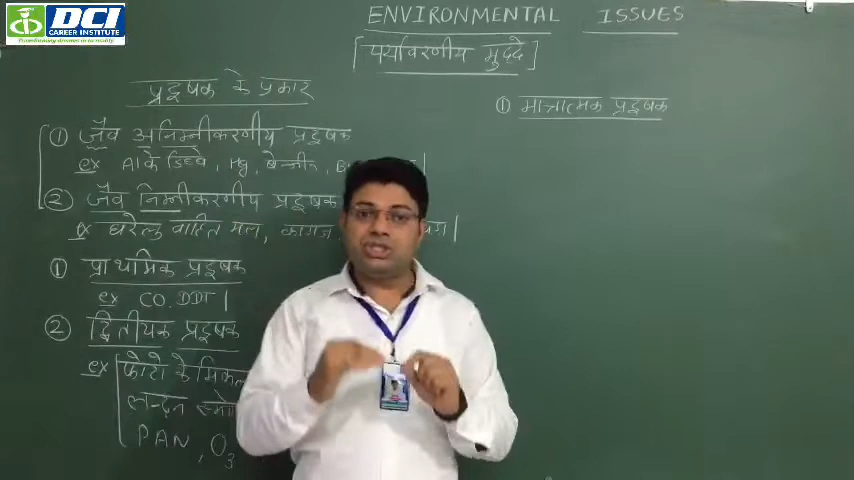 DCI
CAREER INSTITUTE
ENVIRONMENTAL ISSUES
[पर्यावरणीय मुद्दे]
प्रदूषक के प्रकार
① जैव अनिम्नीकरणीय प्रदूषक
ex Al के डिब्बे, Hg, बेन्जीन, B
② जैव निम्नीकरणीय प्रदूषक
ex घरेलु वाहित मल, कागज
① प्राथमिक प्रदूषक
ex CO, DDT |
② द्वितीयक प्रदूषक
ex फोटो केमिकल
लन्दन स्मोग
PAN, O3
① मात्रात्मक प्रदूषक